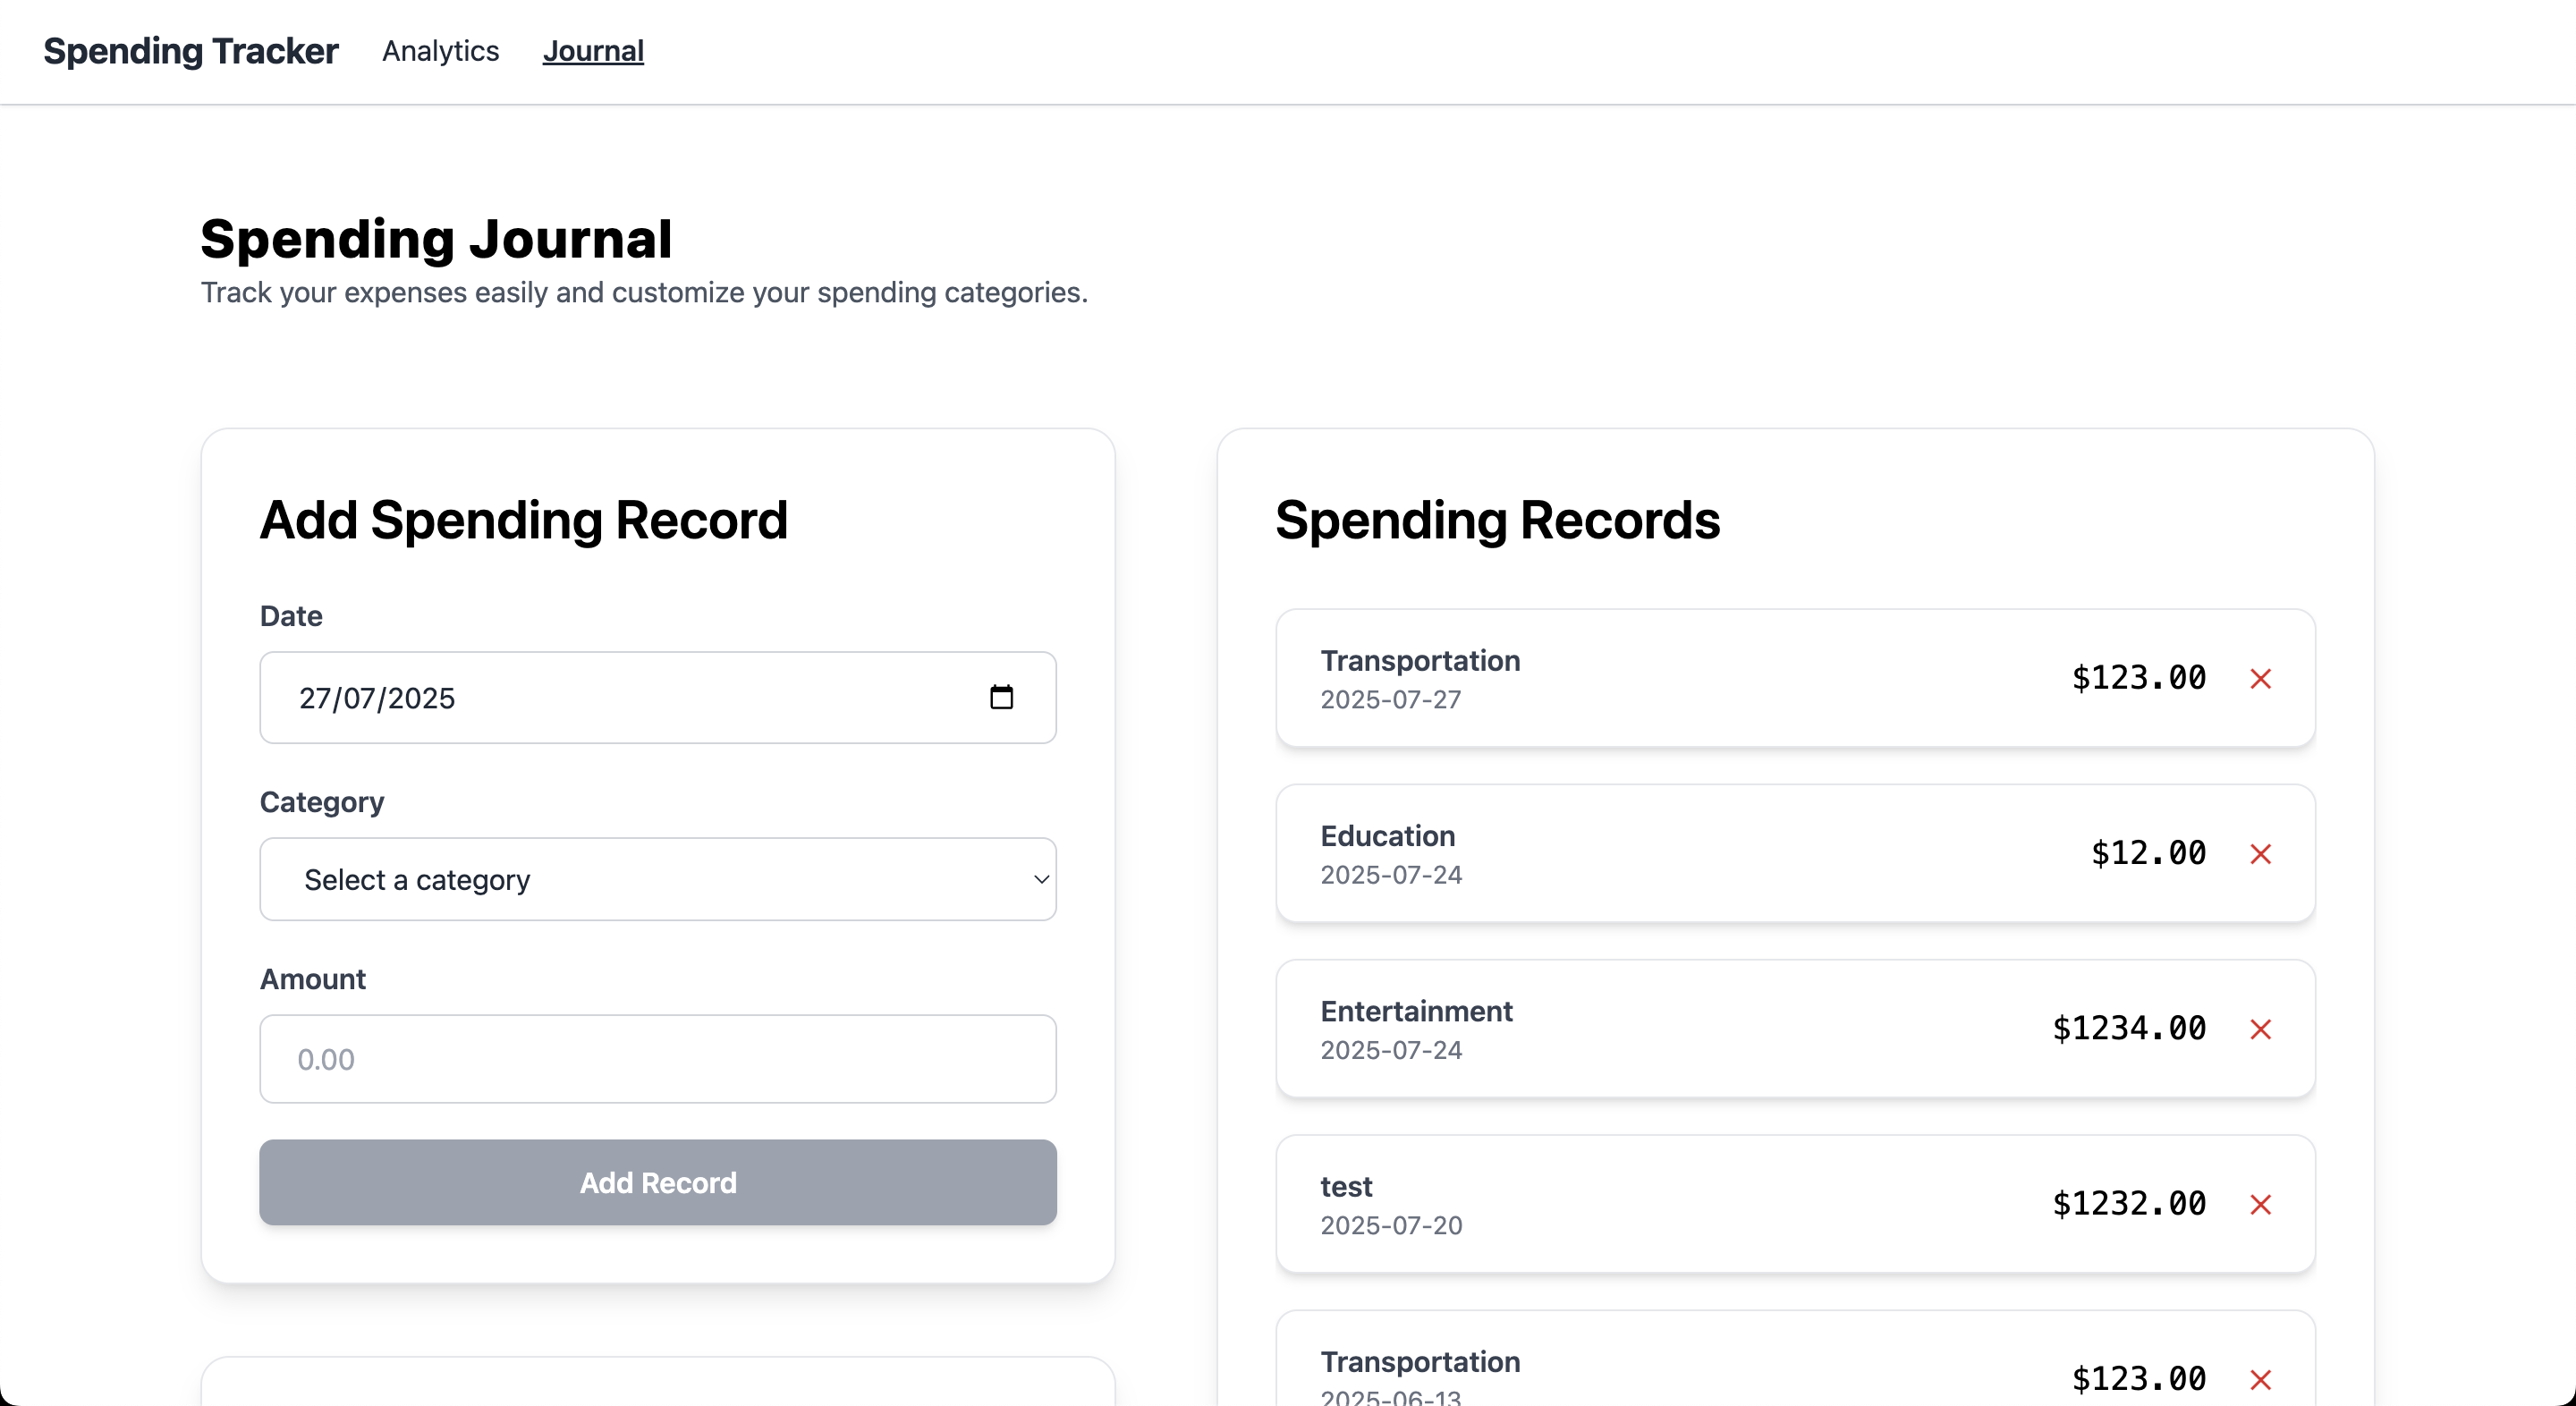 Spending Tracker Analytics Journal
Spending Journal
Track your expenses easily and customize your spending categories.
Add Spending Record
Date
27/07/2025
Category
Select a category
Amount
0.00
Add Record
Spending Records
Transportation
2025-07-27
$123.00
Education
2025-07-24
$12.00
Entertainment
2025-07-24
$1234.00
test
2025-07-20
$1232.00
Transportation
2025-06-13
$123.00